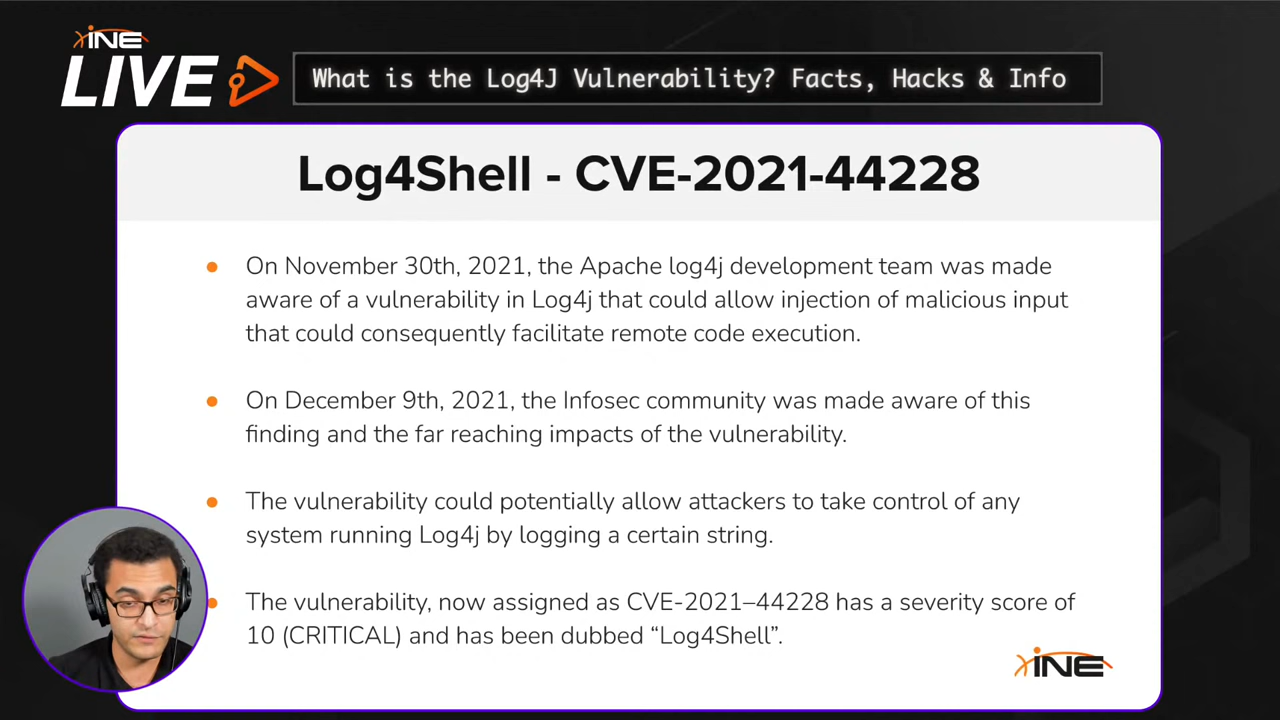 INE
LIVE
What is the Log4J Vulnerability? Facts, Hacks & Info
Log4Shell - CVE-2021-44228
On November 30th, 2021, the Apache log4j development team was made
aware of a vulnerability in Log4j that could allow injection of malicious input
that could consequently facilitate remote code execution.
On December 9th, 2021, the Infosec community was made aware of this
finding and the far reaching impacts of the vulnerability.
The vulnerability could potentially allow attackers to take control of any
system running Log4j by logging a certain string.
The vulnerability, now assigned as CVE-2021–44228 has a severity score of
10 (CRITICAL) and has been dubbed “Log4Shell”.
INE